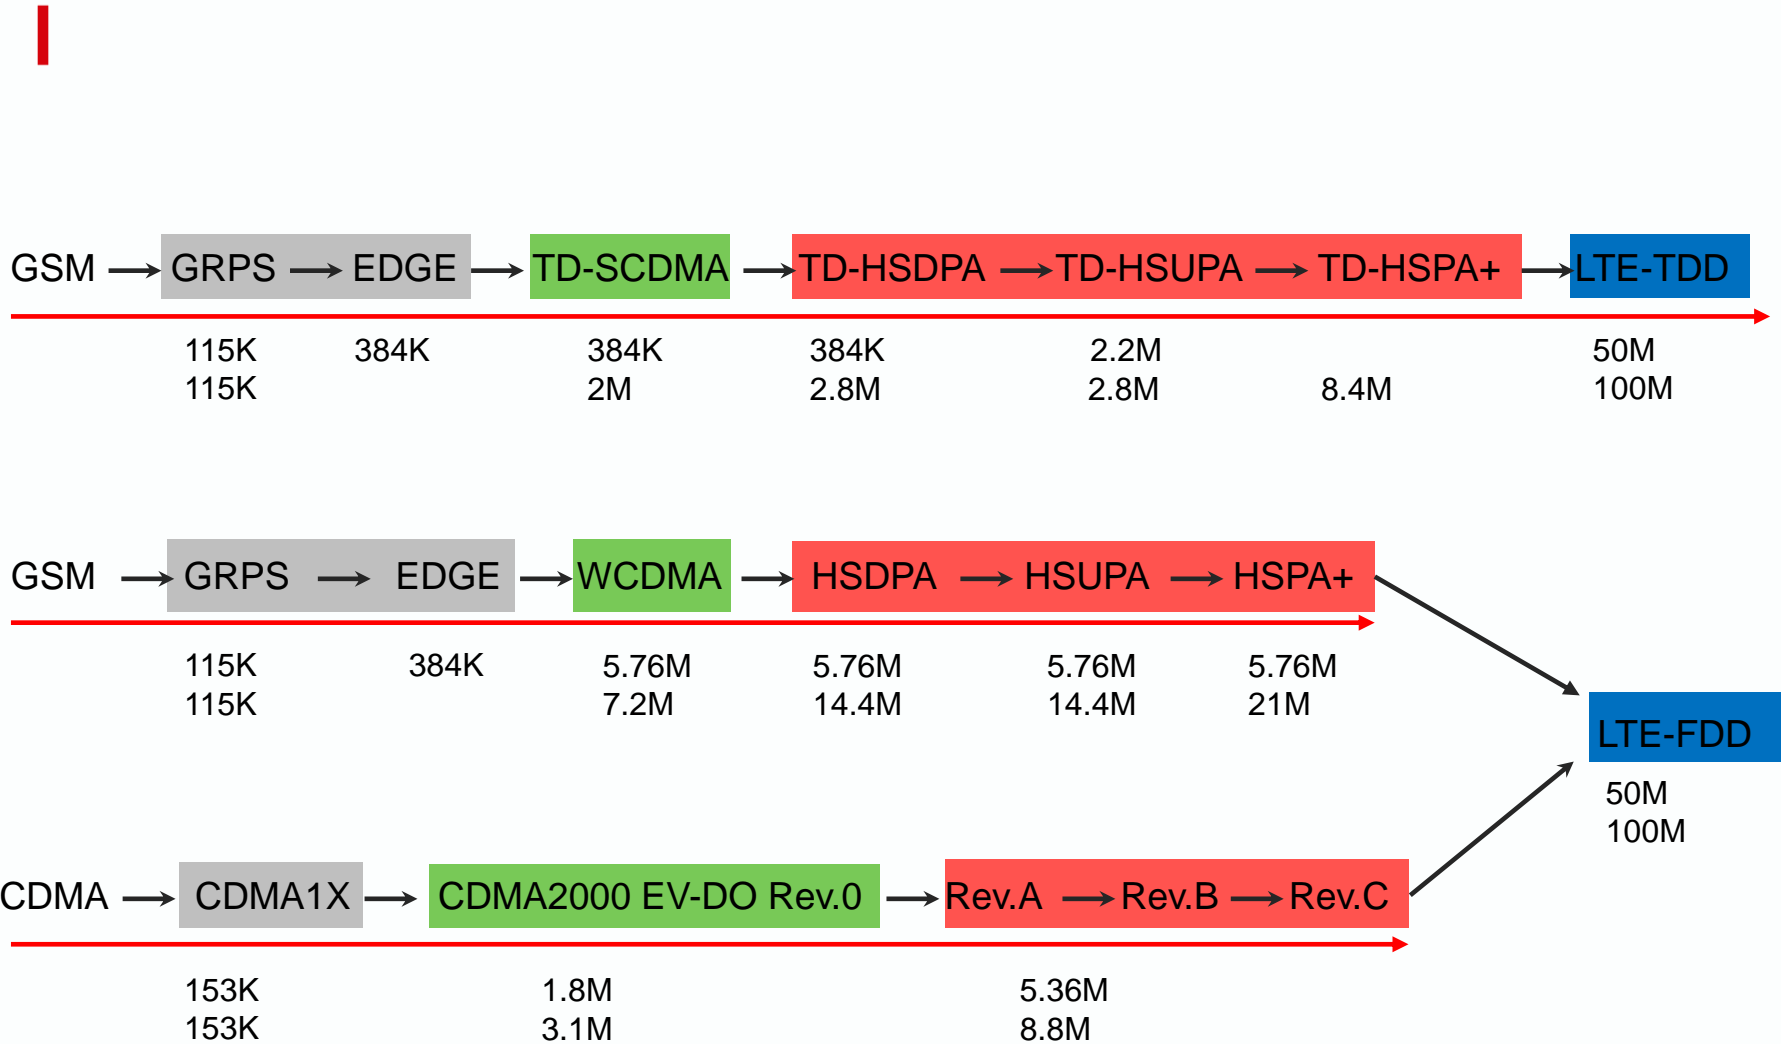 GSM GRPS EDGE TD-SCDMA TD-HSDPA TD-HSUPA TD-HSPA+ LTE-TDD
115K 384K 384K 384K 2.2M 50M
115K 2M 2.8M 2.8M 8.4M 100M
GSM GRPS EDGE WCDMA HSDPA HSUPA HSPA+
115K 384K 5.76M 5.76M 5.76M 5.76M
115K 7.2M 14.4M 14.4M 21M
LTE-FDD
50M
100M
CDMA CDMA1X CDMA2000 EV-DO Rev.0 Rev.A Rev.B Rev.C
153K 1.8M 5.36M
153K 3.1M 8.8M